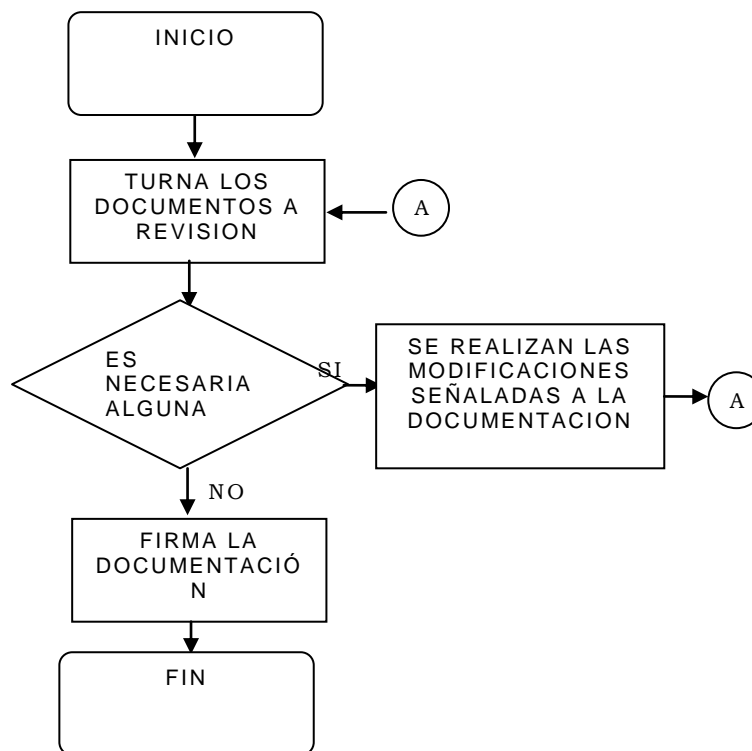 INICIO
TURNA LOS
DOCUMENTOS A
REVISION
A
ES
NECESARIA
ALGUNA
SI
SE REALIZAN LAS
MODIFICACIONES
SEÑALADAS A LA
DOCUMENTACION
A
NO
FIRMA LA
DOCUMENTACIÓ
N
FIN